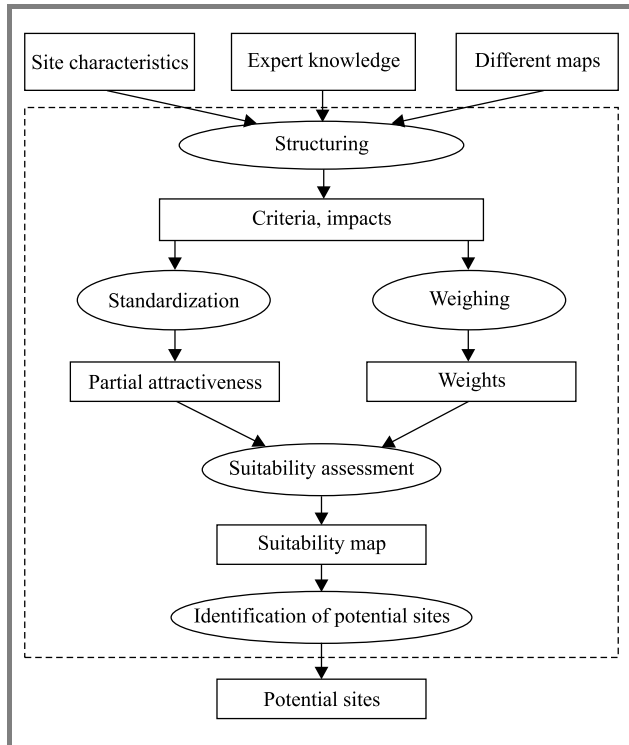 Site characteristics
Expert knowledge
Different maps
Structuring
Criteria, impacts
Standardization
Weighing
Partial attractiveness
Weights
Suitability assessment
Suitability map
Identification of potential sites
Potential sites